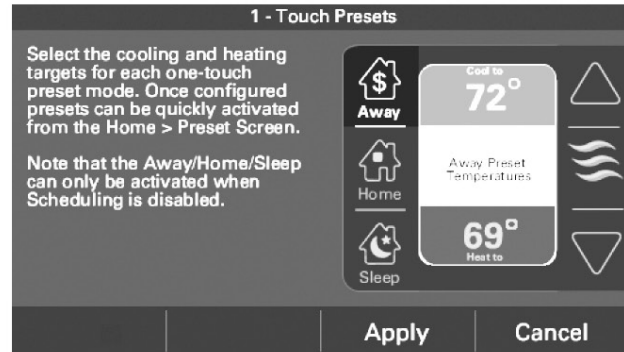 1 - Touch Presets
Select the cooling and heating
targets for each one-touch
preset mode. Once configured
presets can be quickly activated
from the Home > Preset Screen.
Note that the Away/Home/Sleep
can only be activated when
Scheduling is disabled.
$
Away
Home
Sleep
Cool to
72°
Away Preset
Temperatures
69°
Heat to
Apply
Cancel